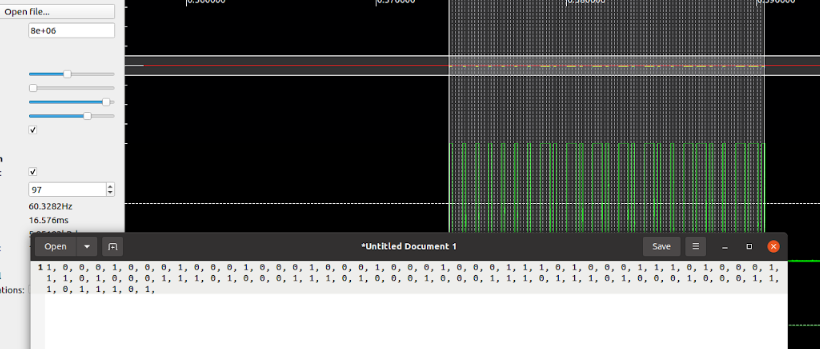 Open file...
0.370000
8e+06
97
60.3282Hz
16.576ms
Open
*Untitled Document 1
Save
1 1, 0, 0, 0, 1, 0, 0, 0, 1, 0, 0, 0, 1, 0, 0, 0, 1, 0, 0, 0, 1, 0, 0, 0, 1, 0, 0, 0, 1, 1, 1, 0, 1, 0, 0, 0, 1, 1, 1, 0, 1, 0, 0, 0, 1,
1, 1, 0, 1, 0, 0, 0, 1, 1, 1, 0, 1, 0, 0, 0, 1, 1, 1, 0, 1, 0, 0, 0, 1, 0, 0, 0, 1, 1, 1, 0, 1, 1, 1, 0, 1, 0, 0, 0, 1, 0, 0, 0, 1, 1,
1, 0, 1, 1, 1, 0, 1,